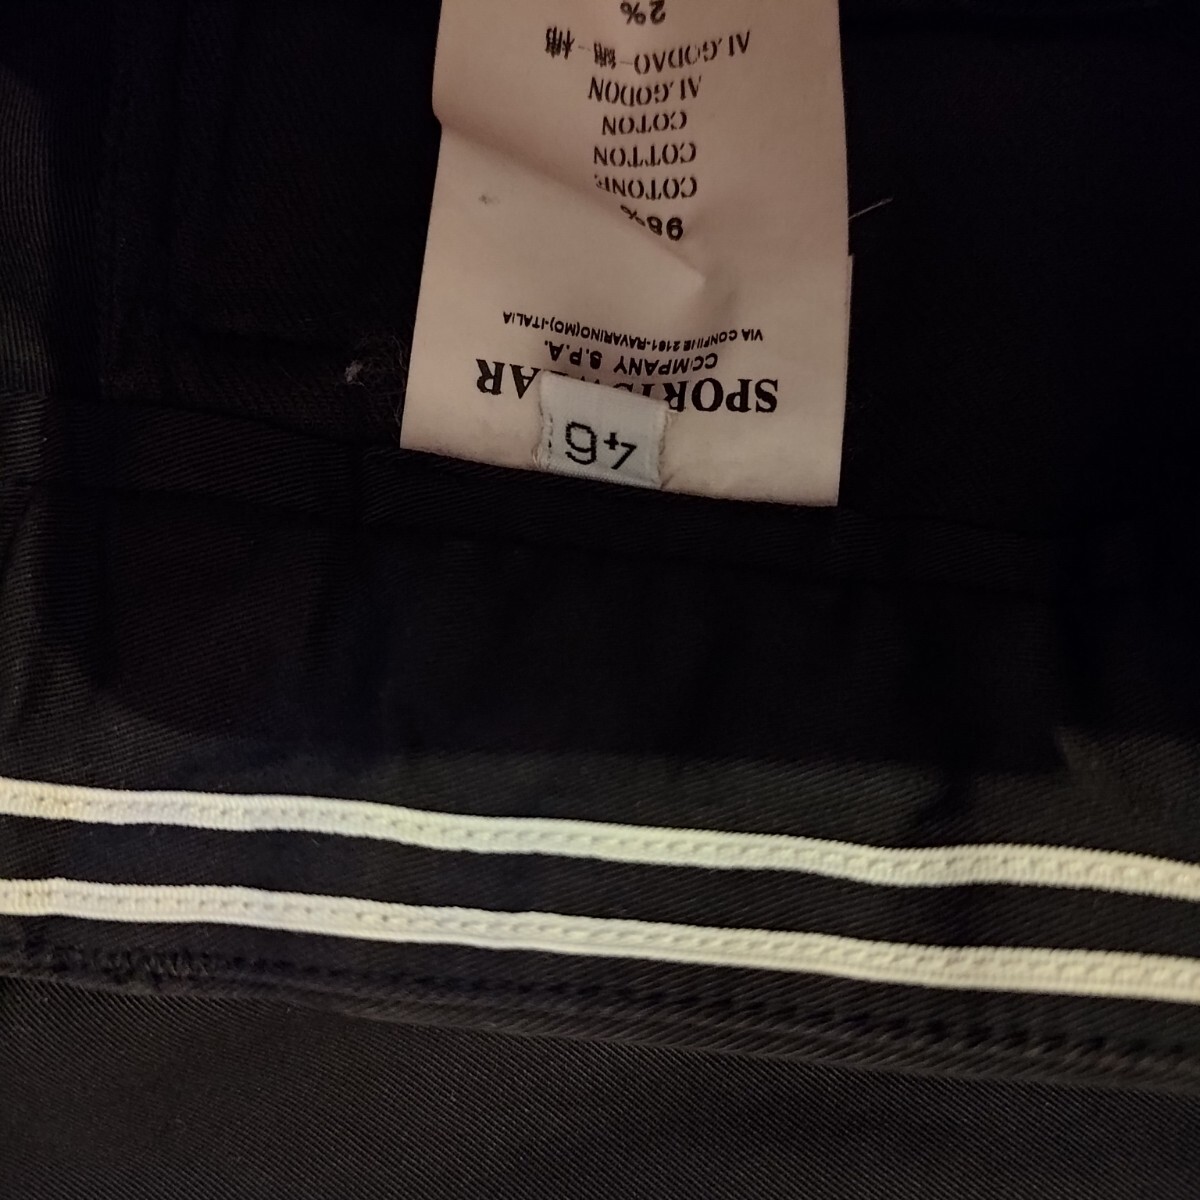 46
SPORTSWEAR
COMPANY S.P.A.
VIA CONFINE 2161-RAVARINO(MO)-ITALIA
98%
COTONE
COTTON
COTON
ALGODON
ALGODAO-綿-棉
2%